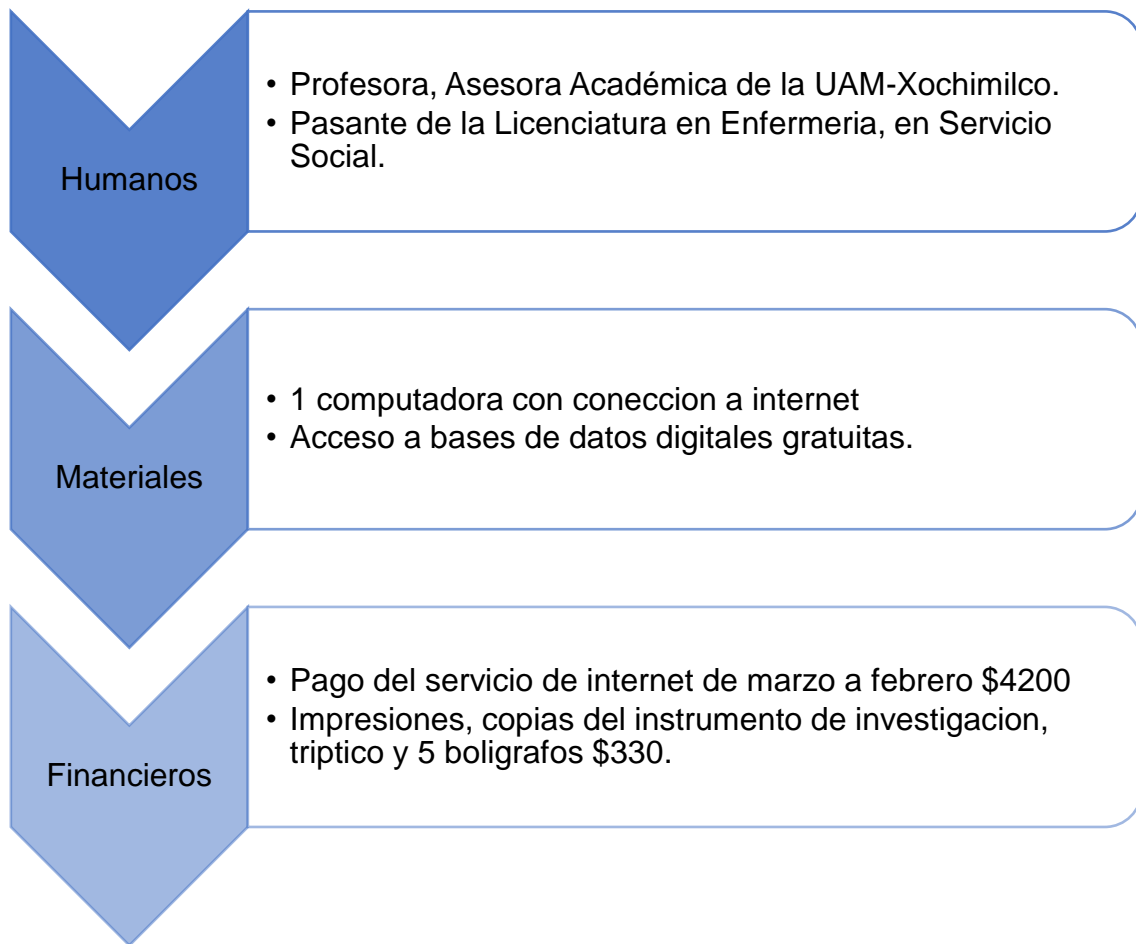 Humanos
• Profesora, Asesora Académica de la UAM-Xochimilco.
• Pasante de la Licenciatura en Enfermeria, en Servicio
Social.
Materiales
• 1 computadora con coneccion a internet
• Acceso a bases de datos digitales gratuitas.
Financieros
• Pago del servicio de internet de marzo a febrero $4200
• Impresiones, copias del instrumento de investigacion,
triptico y 5 boligrafos $330.